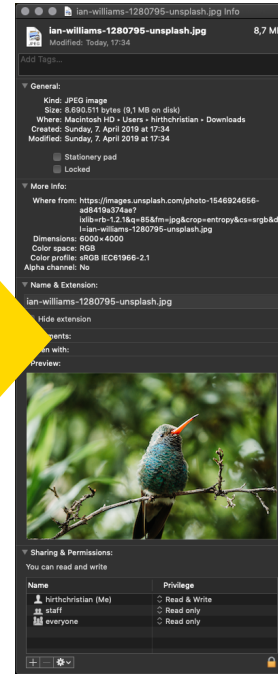 ian-williams-1280795-unsplash.jpg Info
ian-williams-1280795-unsplash.jpg 8,7 M
Modified: Today, 17:34
Add Tags...
General:
Kind: JPEG image
Size: 8.690.511 bytes (9,1 MB on disk)
Where: Macintosh HD • Users • hirthchristian • Downloads
Created: Sunday, 7. April 2019 at 17:34
Modified: Sunday, 7. April 2019 at 17:34
Stationery pad
Locked
More Info:
Where from: https://images.unsplash.com/photo-1546924656-
ad8419a374ae?
ixlib=rb-1.2.1&q=85&fm=jpg&crop=entropy&cs=srgb&d
l=ian-williams-1280795-unsplash.jpg
Dimensions: 6000×4000
Color space: RGB
Color profile: sRGB IEC61966-2.1
Alpha channel: No
Name & Extension:
ian-williams-1280795-unsplash.jpg
Hide extension
ments:
en with:
Preview:
Sharing & Permissions:
You can read and write
Name Privilege
hirthchristian (Me) Read & Write
staff Read only
everyone Read only